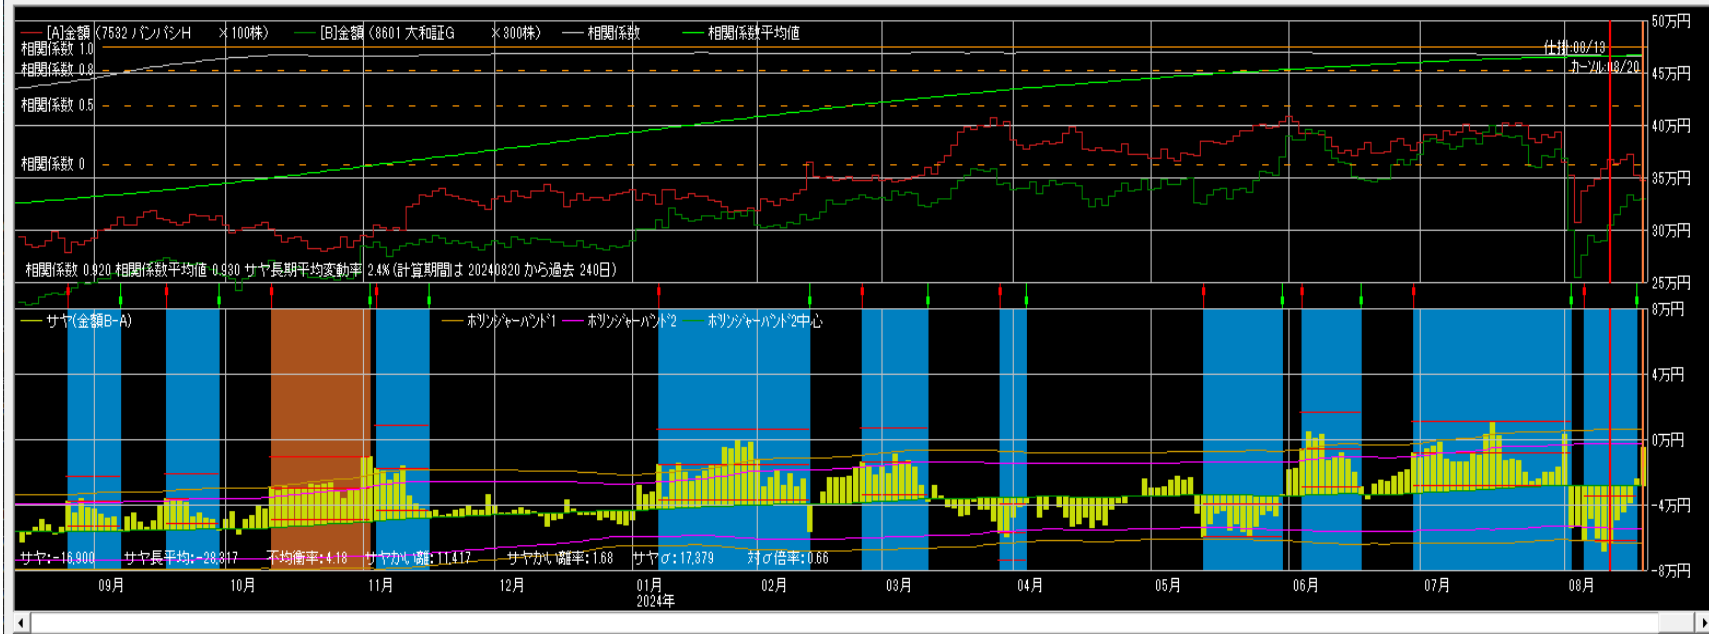 [A]金額 (7532 パンパシH ×100株) [B]金額 (8601 大和証G ×300株) 相関係数 相関係数平均値
50万円
相関係数 1.0
仕掛:08/13
相関係数 0.8
カーソル:08/20
45万円
相関係数 0.5
40万円
相関係数 0
35万円
30万円
相関係数 0.920 相関係数平均値 0.930 サヤ長期平均変動率 2.4% (計算期間は 20240820 から過去 240日)
25万円
8万円
サヤ(金額B-A) ボリンジャーバンド1 ボリンジャーバンド2 ボリンジャーバンド2中心
4万円
0万円
-4万円
サヤ:-16,900 サヤ長平均:-28,317 不均衡率:4.18 サヤかい離:11,417 サヤかい離率:1.68 サヤσ:17,379 対σ倍率:0.66
-8万円
09月 10月 11月 12月 01月 02月 03月 04月 05月 06月 07月 08月
2024年